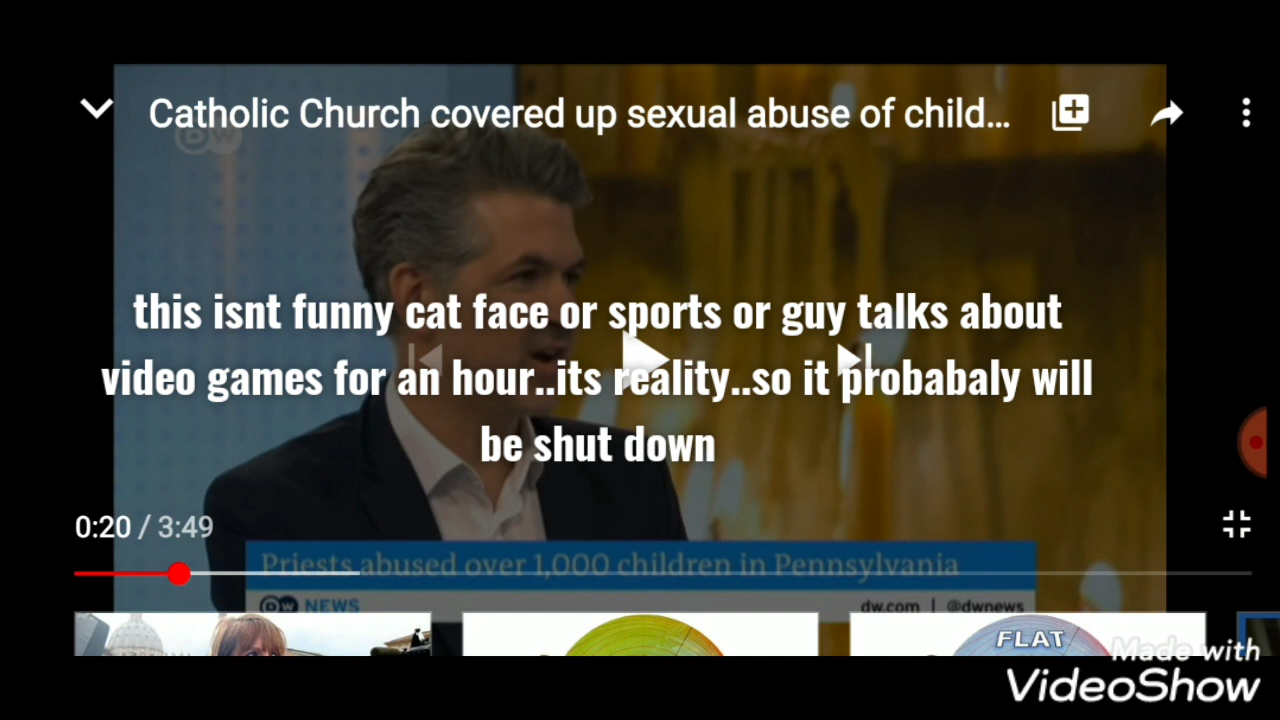 Catholic Church covered up sexual abuse of child...
DW
this isnt funny cat face or sports or guy talks about
video games for an hour..its reality..so it probabaly will
be shut down
0:20 / 3:49
Priests abused over 1,000 children in Pennsylvania
DW NEWS dw.com | @dwnews
FLAT
Made with
VideoShow